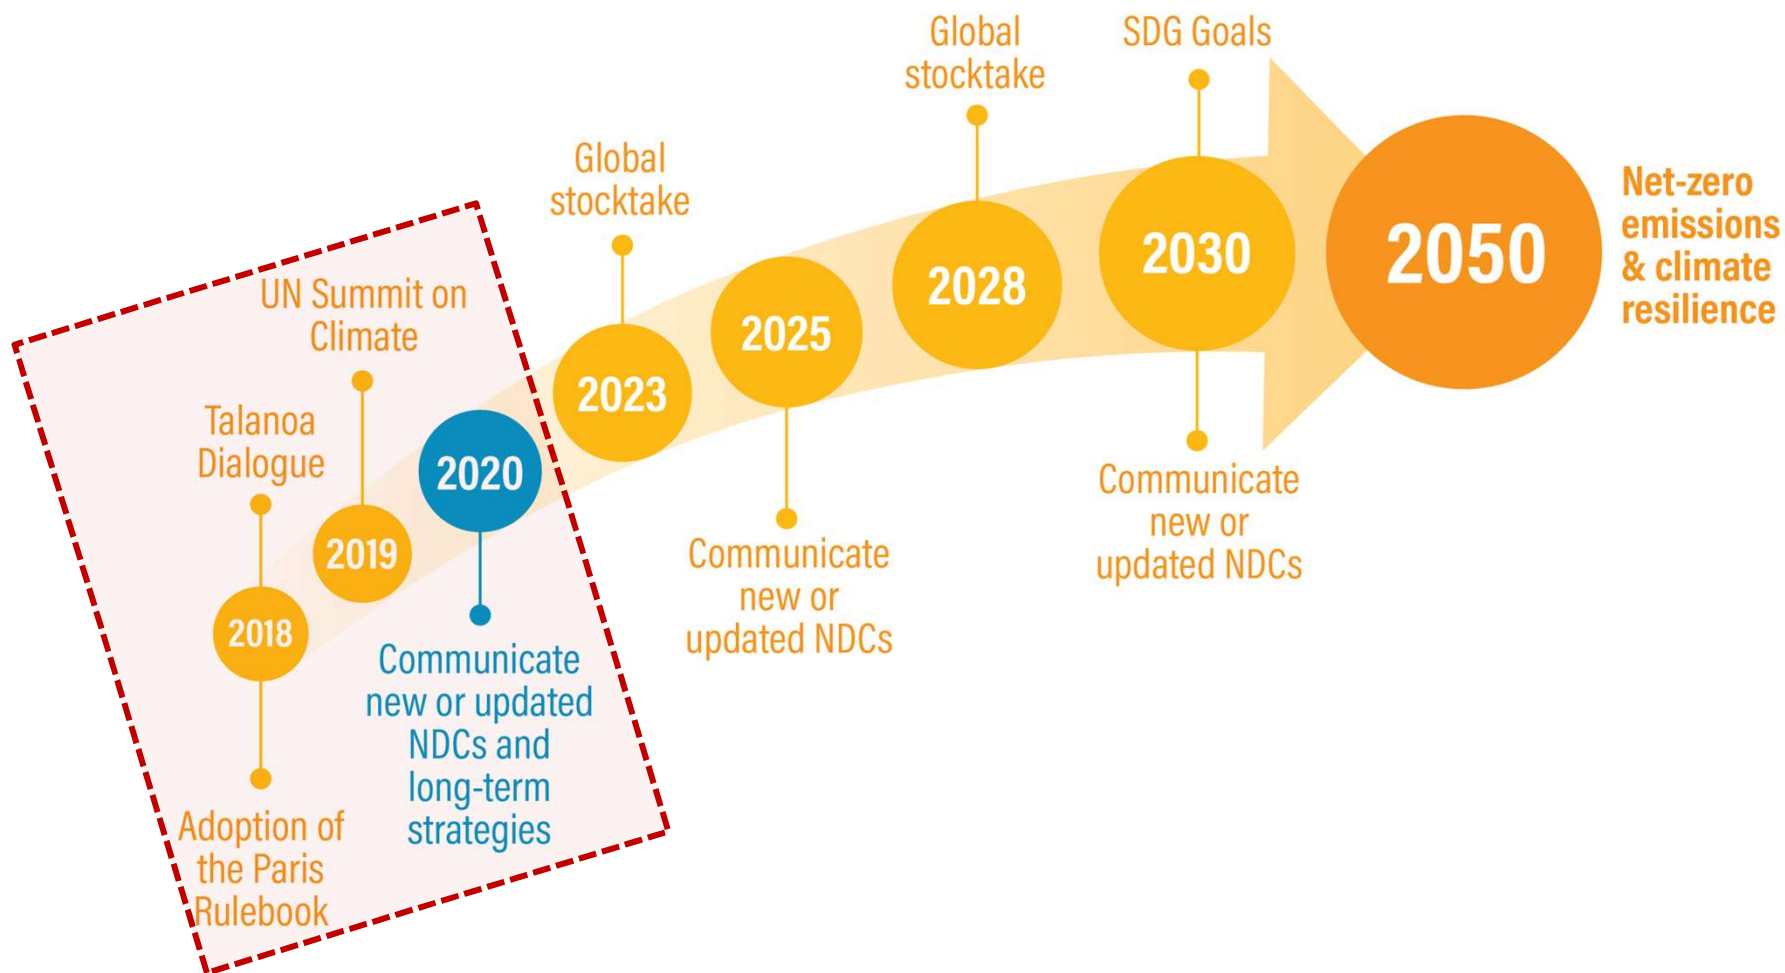 Talanoa
Dialogue
2018
Adoption of
the Paris
Rulebook
UN Summit on
Climate
2019
2020
Communicate
new or updated
NDCs and
long-term
strategies
Global
stocktake
2023
2025
Communicate
new or
updated NDCs
Global
stocktake
2028
SDG Goals
2030
Communicate
new or
updated NDCs
2050
Net-zero
emissions
& climate
resilience